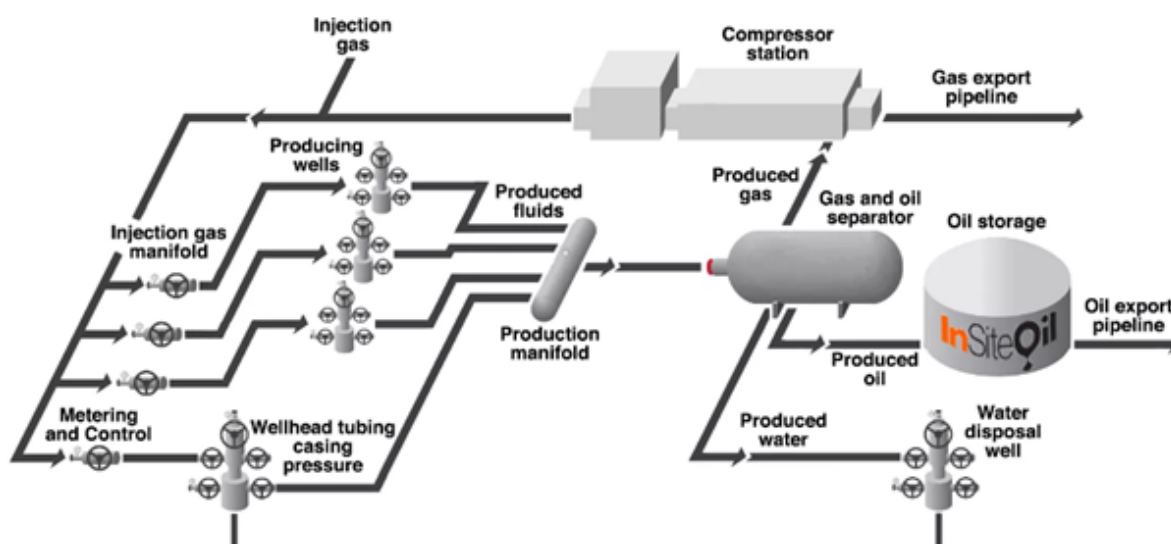 Injection
gas
Compressor
station
Gas export
pipeline
Producing
wells
Produced
fluids
Produced
gas
Gas and oil
separator
Oil storage
Injection gas
manifold
InSiteOil
Oil export
pipeline
Production
manifold
Produced
oil
Metering
and Control
Wellhead tubing
casing
pressure
Produced
water
Water
disposal
well